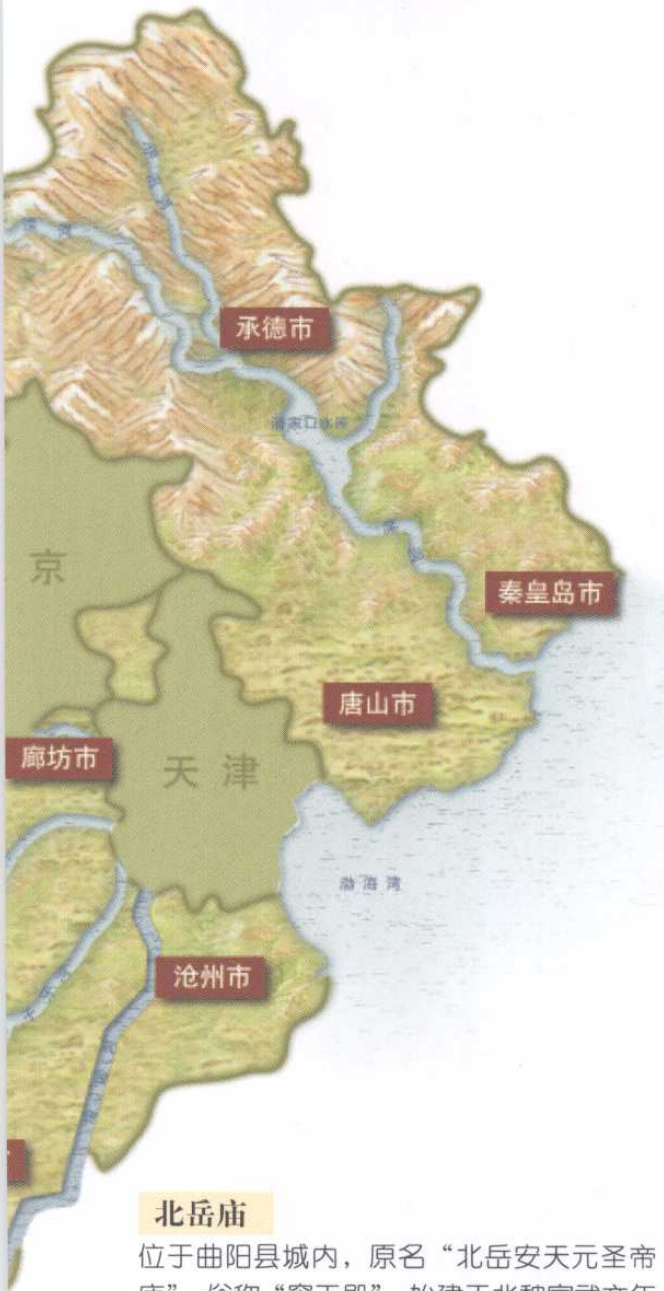 承德市
潘家口水库
京
秦皇岛市
唐山市
廊坊市
天津
渤海湾
沧州市
北岳庙
位于曲阳县城内，原名“北岳安天元圣帝